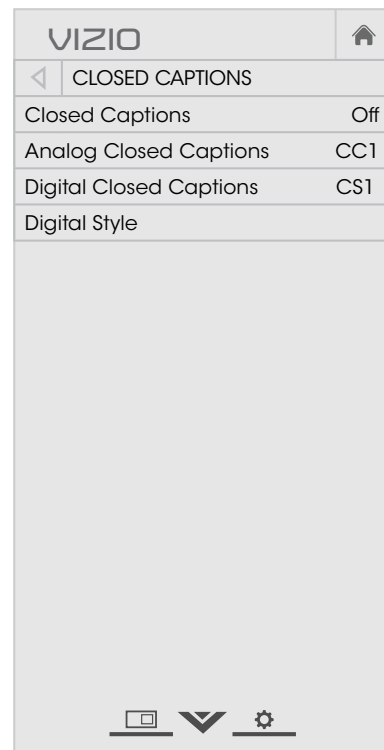 VIZIO
CLOSED CAPTIONS
Closed Captions Off
Analog Closed Captions CC1
Digital Closed Captions CS1
Digital Style